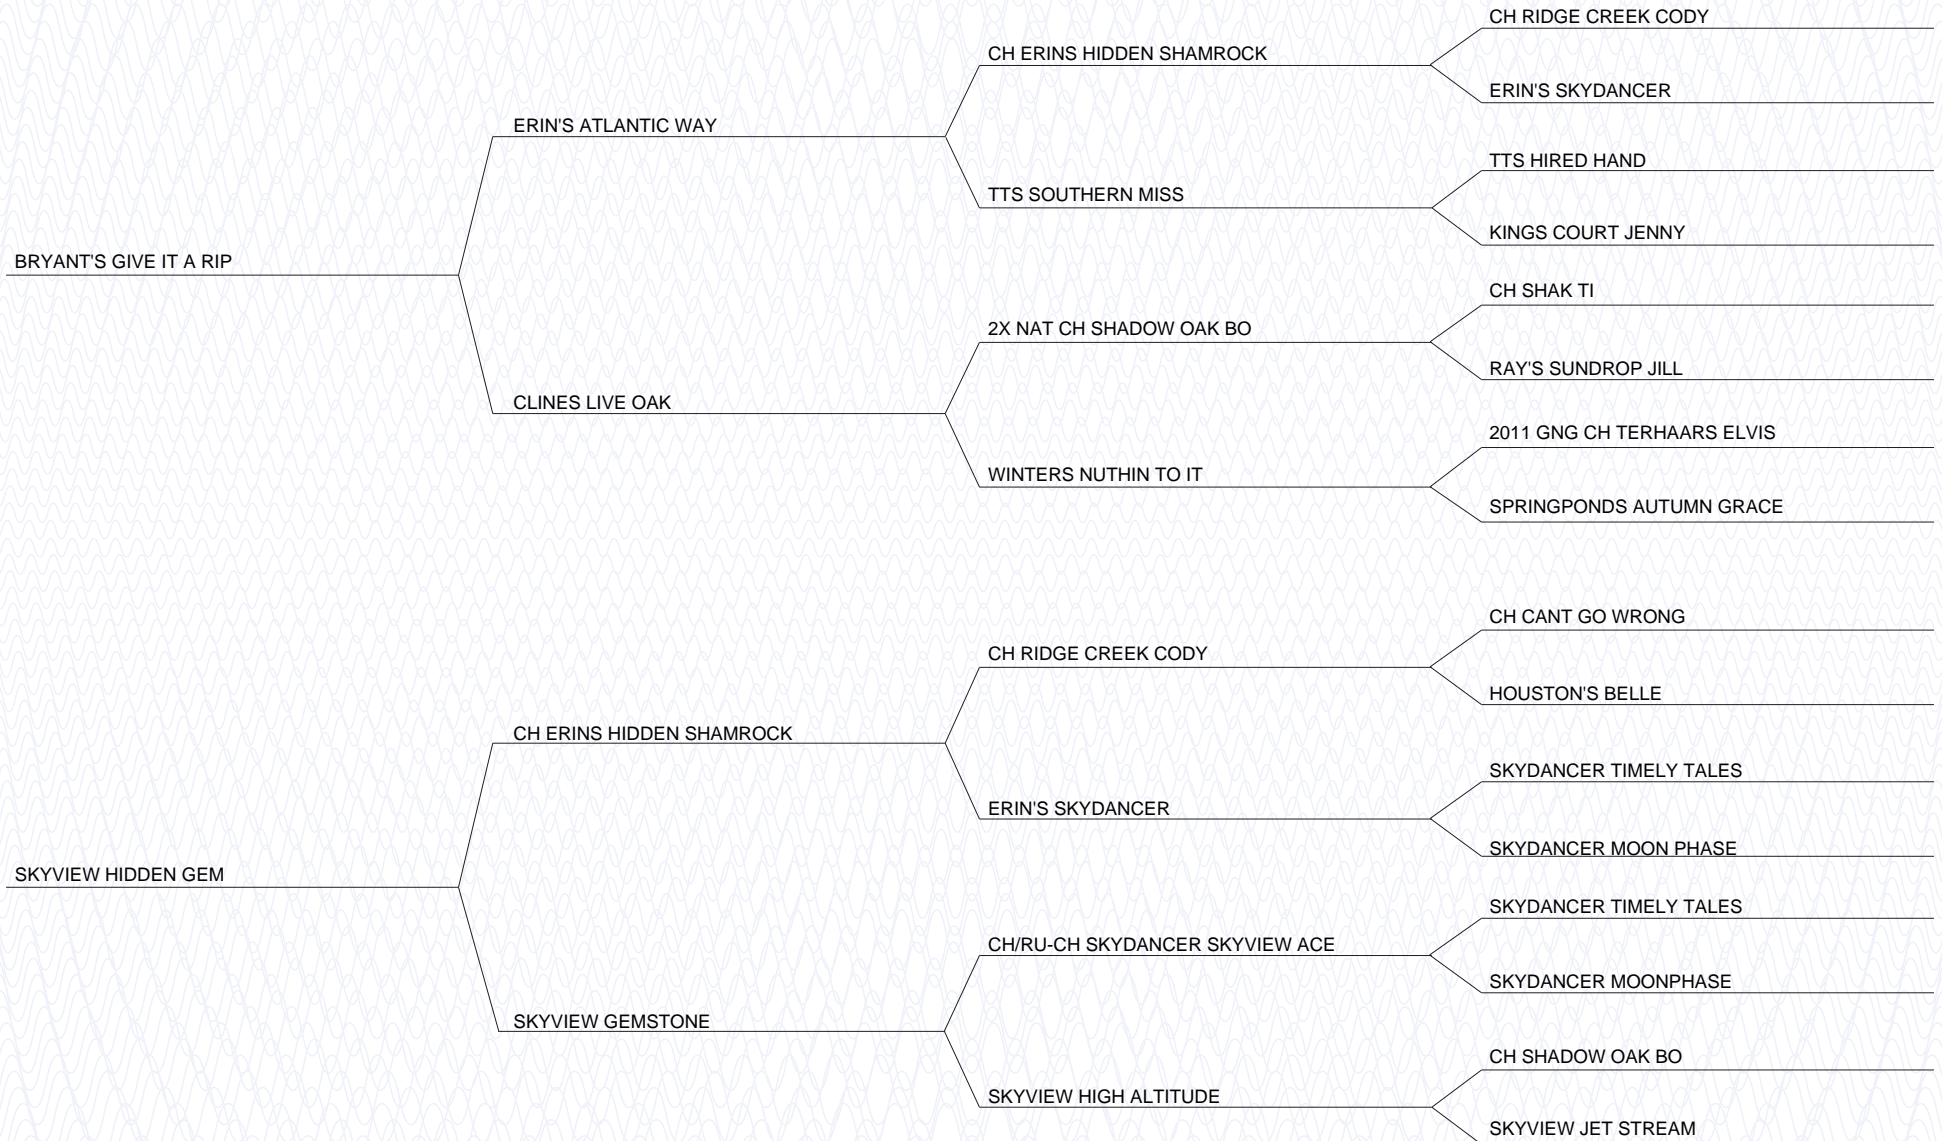 CH RIDGE CREEK CODY
CH ERINS HIDDEN SHAMROCK
ERIN'S SKYDANCER
ERIN'S ATLANTIC WAY
TTS HIRED HAND
TTS SOUTHERN MISS
KINGS COURT JENNY
BRYANT'S GIVE IT A RIP
CH SHAK TI
2X NAT CH SHADOW OAK BO
RAY'S SUNDROP JILL
CLINES LIVE OAK
2011 GNG CH TERHAARS ELVIS
WINTERS NUTHIN TO IT
SPRINGPONDS AUTUMN GRACE
CH CANT GO WRONG
CH RIDGE CREEK CODY
HOUSTON'S BELLE
CH ERINS HIDDEN SHAMROCK
SKYDANCER TIMELY TALES
ERIN'S SKYDANCER
SKYDANCER MOON PHASE
SKYVIEW HIDDEN GEM
SKYDANCER TIMELY TALES
CH/RU-CH SKYDANCER SKYVIEW ACE
SKYDANCER MOONPHASE
SKYVIEW GEMSTONE
CH SHADOW OAK BO
SKYVIEW HIGH ALTITUDE
SKYVIEW JET STREAM